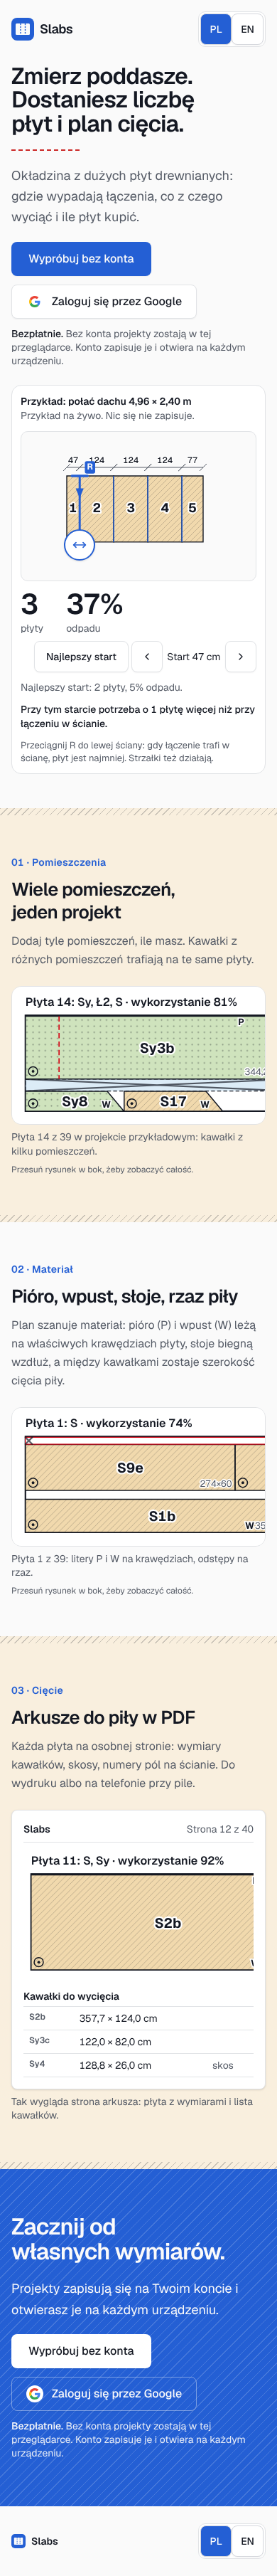 Slabs
PL EN
Zmierz poddasze.
Dostaniesz liczbę
płyt i plan cięcia.
Okładzina z dużych płyt drewnianych:
gdzie wypadają łączenia, co z czego
wyciąć i ile płyt kupić.
Wypróbuj bez konta
Zaloguj się przez Google
Bezpłatnie. Bez konta projekty zostają w tej
przeglądarce. Konto zapisuje je i otwiera na każdym
urządzeniu.
Przykład: połać dachu 4,96 × 2,40 m
Przykład na żywo. Nic się nie zapisuje.
47 124 124 124 77
R
1 2 3 4 5
3 37%
płyty odpadu
Najlepszy start Start 47 cm
Najlepszy start: 2 płyty, 5% odpadu.
Przy tym starcie potrzeba o 1 płytę więcej niż przy
łączeniu w ścianie.
Przeciągnij R do lewej ściany: gdy łączenie trafi w
ścianę, płyt jest najmniej. Strzałki też działają.
01 · Pomieszczenia
Wiele pomieszczeń,
jeden projekt
Dodaj tyle pomieszczeń, ile masz. Kawałki z
różnych pomieszczeń trafiają na te same płyty.
Płyta 14: Sy, Ł2, S · wykorzystanie 81%
P
Sy3b
344,
Sy8 W S17 W
Płyta 14 z 39 w projekcie przykładowym: kawałki z
kilku pomieszczeń.
Przesuń rysunek w bok, żeby zobaczyć całość.
02 · Materiał
Pióro, wpust, słoje, rzaz piły
Plan szanuje materiał: pióro (P) i wpust (W) leżą
na właściwych krawędziach płyty, słoje biegną
wzdłuż, a między kawałkami zostaje szerokość
cięcia piły.
Płyta 1: S · wykorzystanie 74%
S9e
274×60
S1b
W 35
Płyta 1 z 39: litery P i W na krawędziach, odstępy na
rzaz.
Przesuń rysunek w bok, żeby zobaczyć całość.
03 · Cięcie
Arkusze do piły w PDF
Każda płyta na osobnej stronie: wymiary
kawałków, skosy, numery pól na ścianie. Do
wydruku albo na telefonie przy pile.
Slabs Strona 12 z 40
Płyta 11: S, Sy · wykorzystanie 92%
S2b
Kawałki do wycięcia
S2b 357,7 × 124,0 cm
Sy3c 122,0 × 82,0 cm
Sy4 128,8 × 26,0 cm skos
Tak wygląda strona arkusza: płyta z wymiarami i lista
kawałków.
Zacznij od
własnych wymiarów.
Projekty zapisują się na Twoim koncie i
otwierasz je na każdym urządzeniu.
Wypróbuj bez konta
Zaloguj się przez Google
Bezpłatnie. Bez konta projekty zostają w tej
przeglądarce. Konto zapisuje je i otwiera na każdym
urządzeniu.
Slabs
PL EN